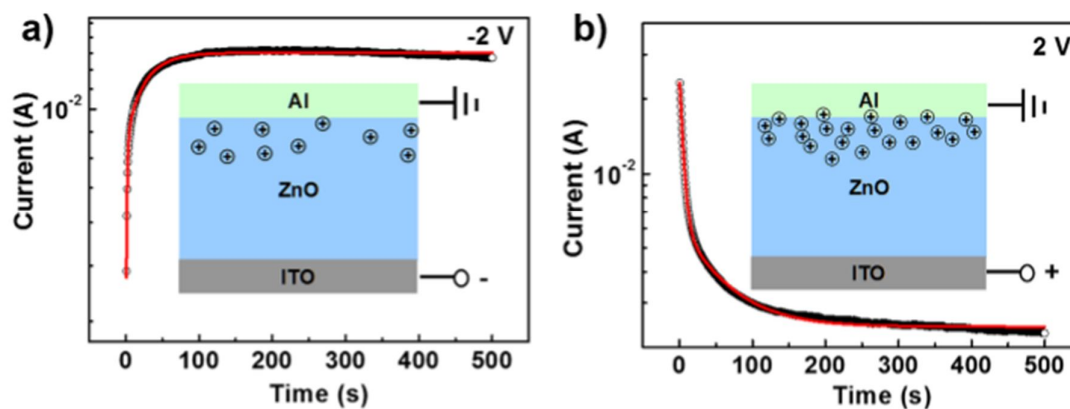 a)
-2 V
Current (A)
10⁻²
Al
ZnO
ITO
-
0 100 200 300 400 500
Time (s)
b)
2 V
Current (A)
10⁻²
Al
ZnO
ITO
+
0 100 200 300 400 500
Time (s)